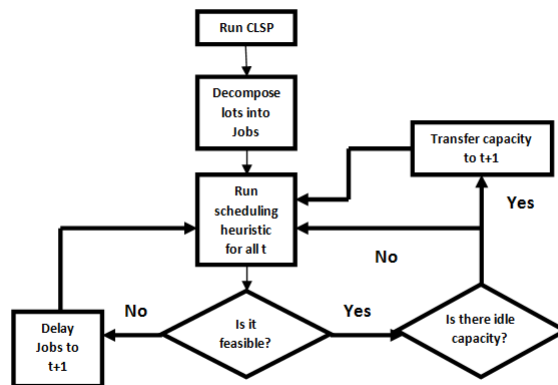 Run CLSP
Decompose
lots into
Jobs
Transfer capacity
to t+1
Run
scheduling
heuristic
for all t
Yes
No
No
Yes
Delay
Jobs to
t+1
Is it
feasible?
Is there idle
capacity?